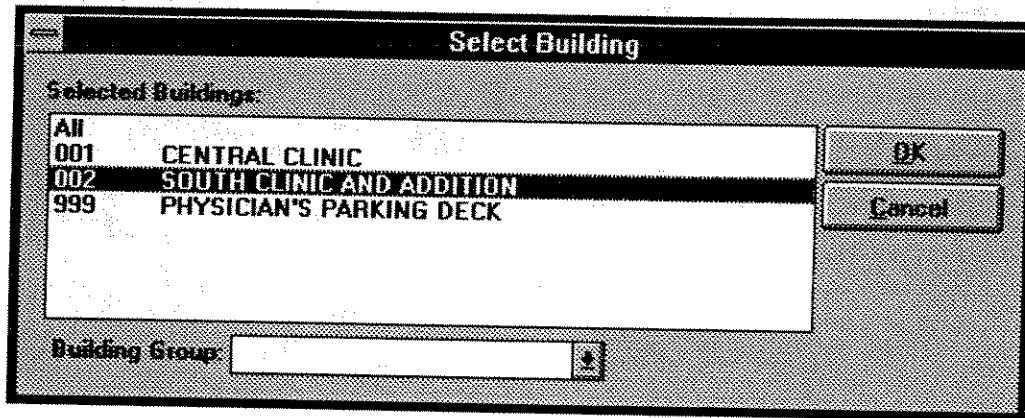 Select Building
Selected Buildings:
All
001 CENTRAL CLINIC
002 SOUTH CLINIC AND ADDITION
999 PHYSICIAN'S PARKING DECK
OK
Cancel
Building Group: